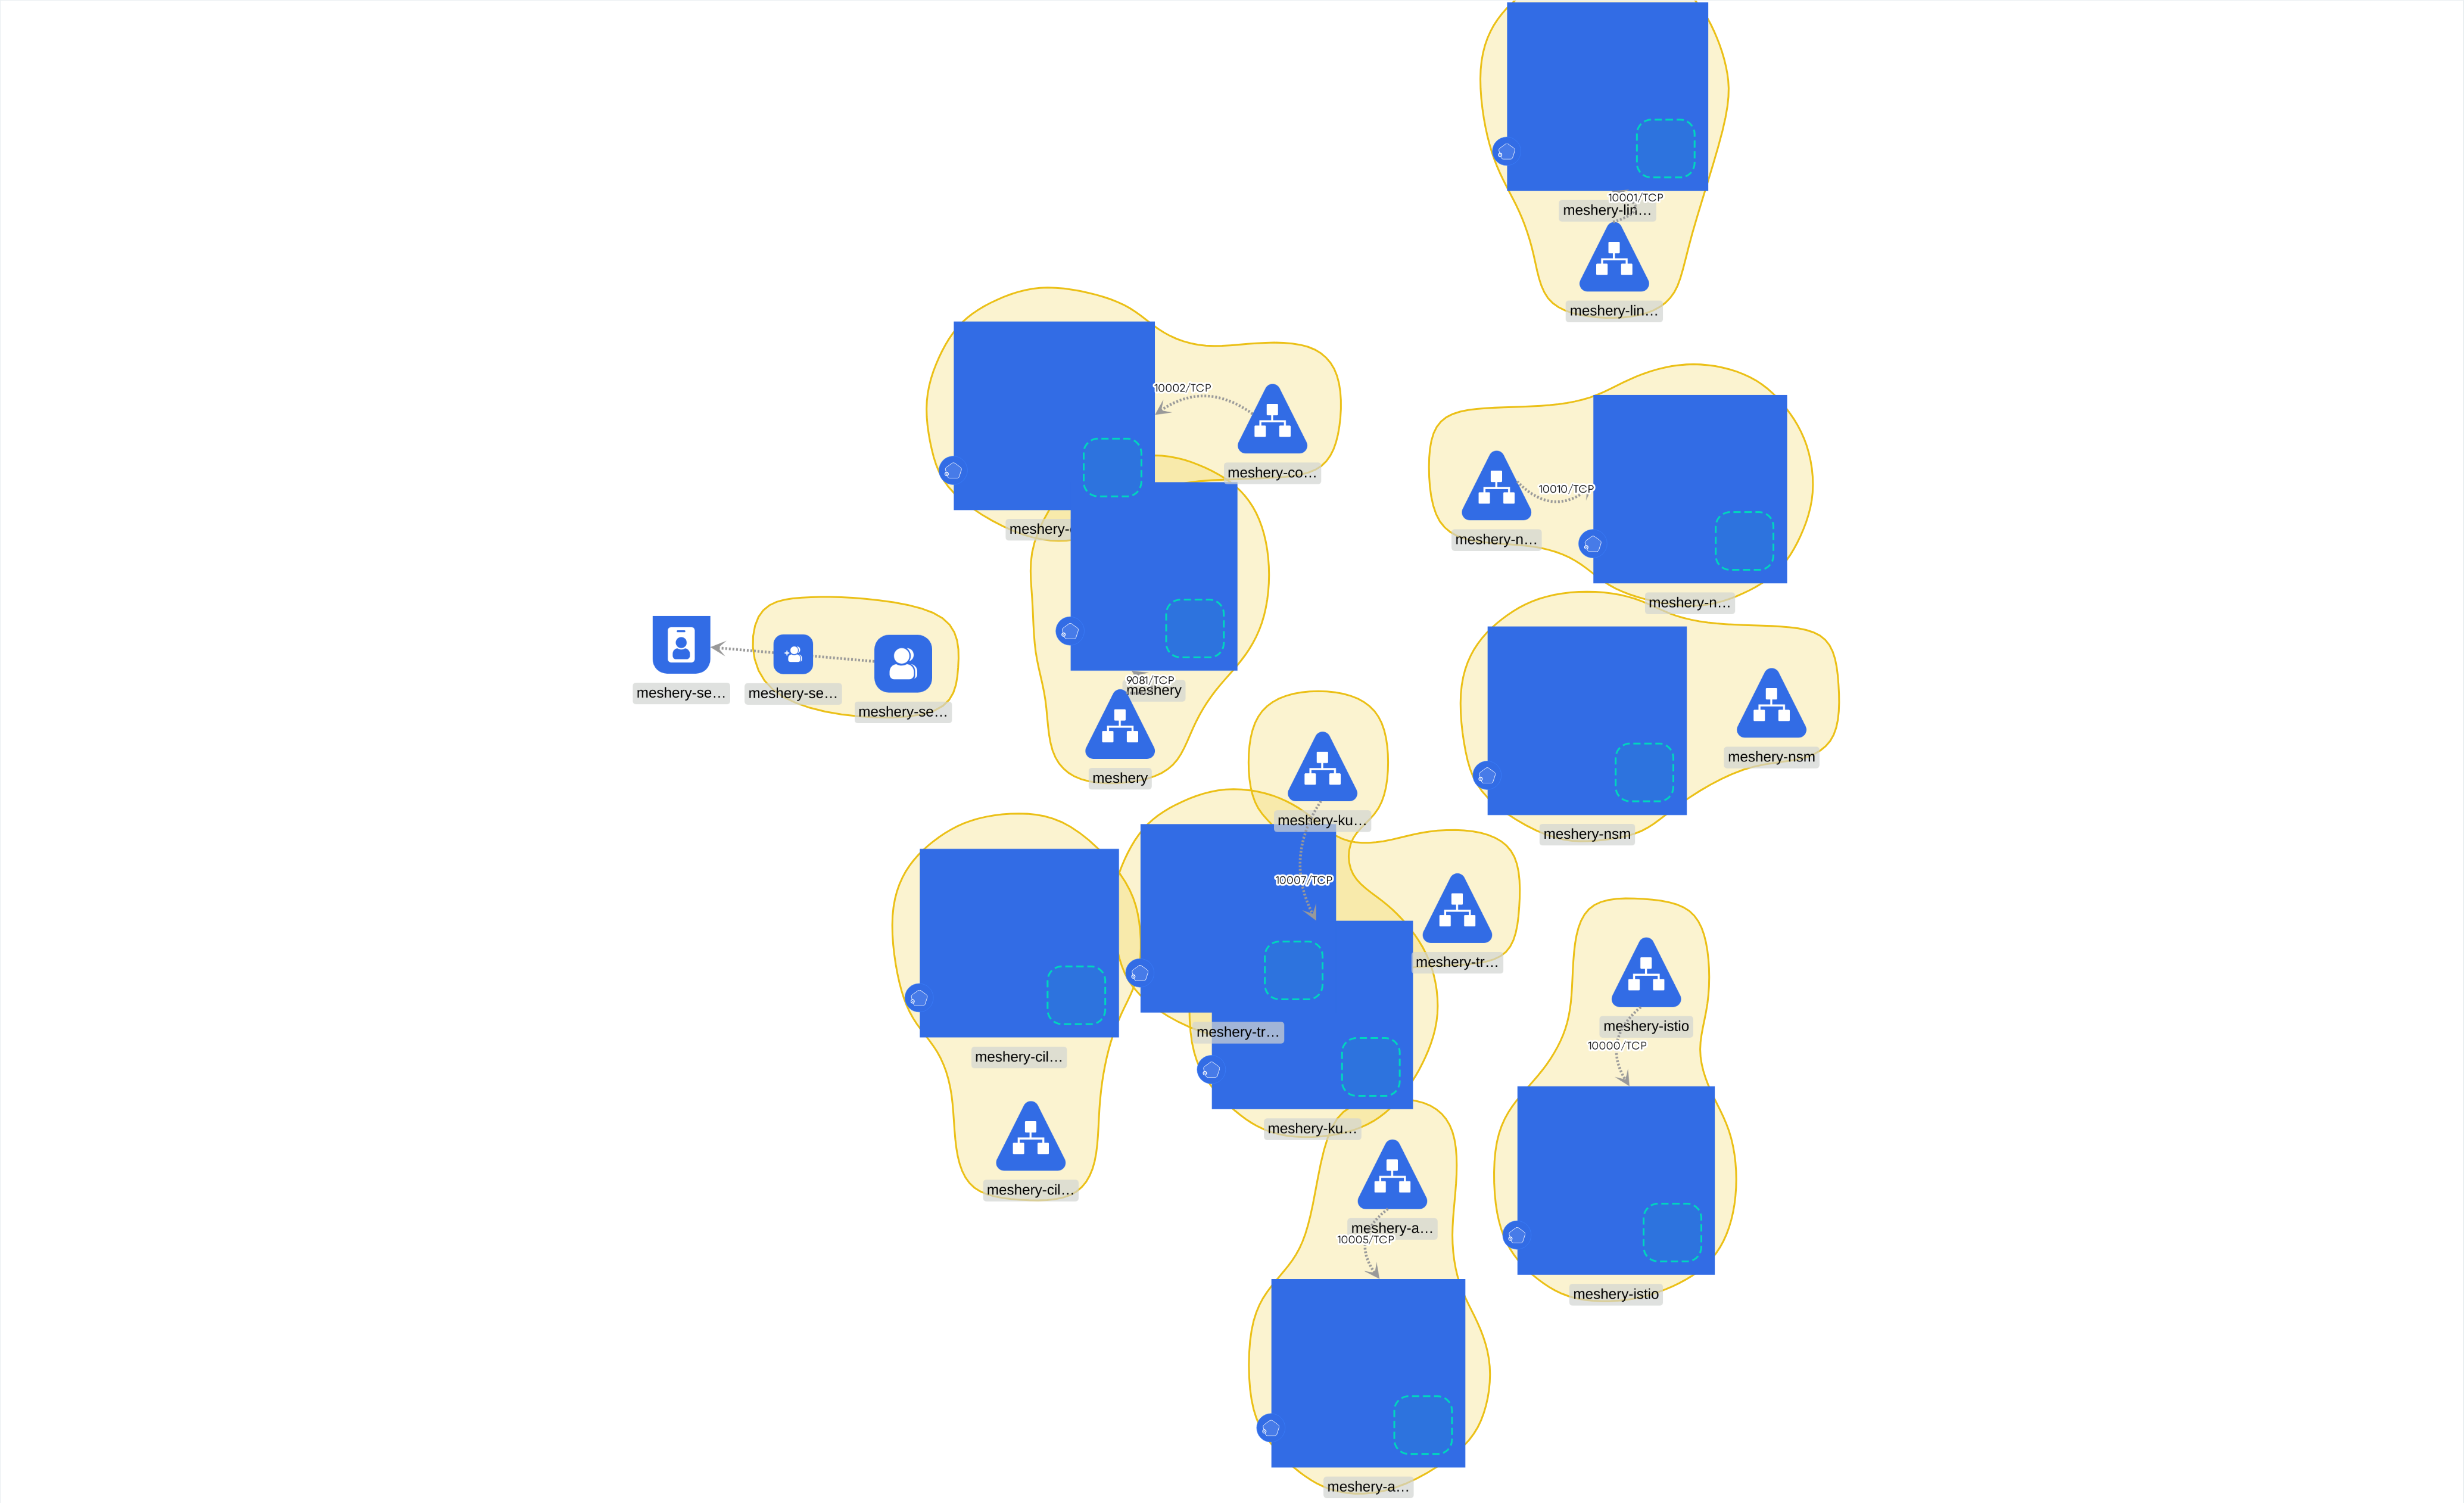 10001/TCP
meshery-lin…
meshery-lin…
10002/TCP
meshery-co…
meshery-
10010/TCP
meshery-n…
meshery-n…
meshery-se…
meshery-se…
meshery-se…
9081/TCP
meshery
meshery
meshery-nsm
meshery-nsm
meshery-ku…
10007/TCP
meshery-tr…
meshery-tr…
meshery-cil…
meshery-cil…
meshery-ku…
meshery-istio
10000/TCP
meshery-istio
meshery-a…
10005/TCP
meshery-a…